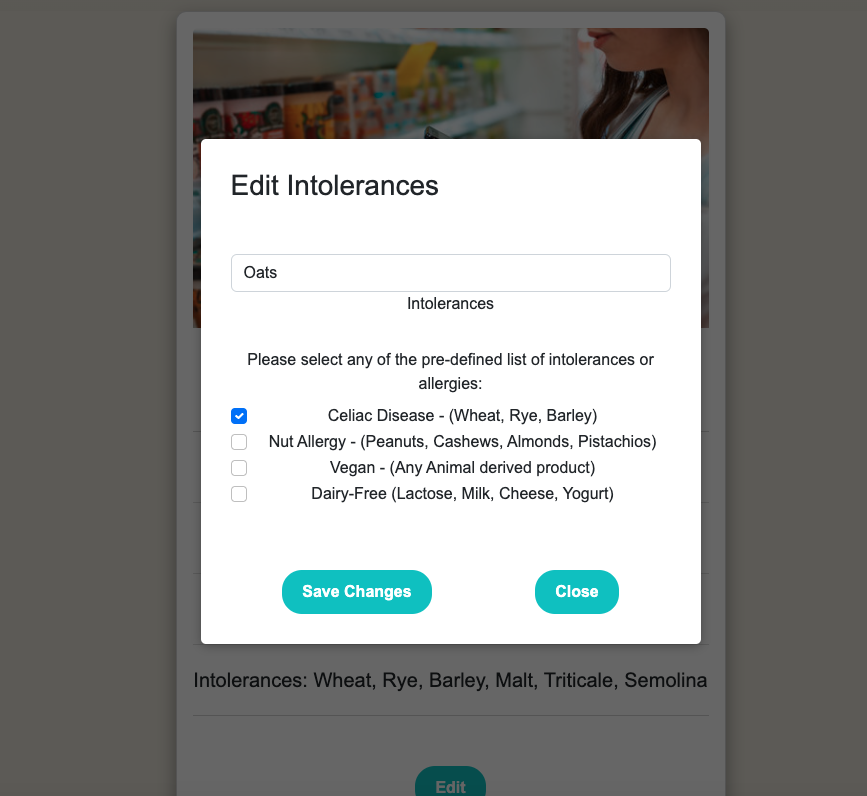 Edit Intolerances
Oats
Intolerances
Please select any of the pre-defined list of intolerances or
allergies:
Celiac Disease - (Wheat, Rye, Barley)
Nut Allergy - (Peanuts, Cashews, Almonds, Pistachios)
Vegan - (Any Animal derived product)
Dairy-Free (Lactose, Milk, Cheese, Yogurt)
Save Changes
Close
Intolerances: Wheat, Rye, Barley, Malt, Triticale, Semolina
Edit